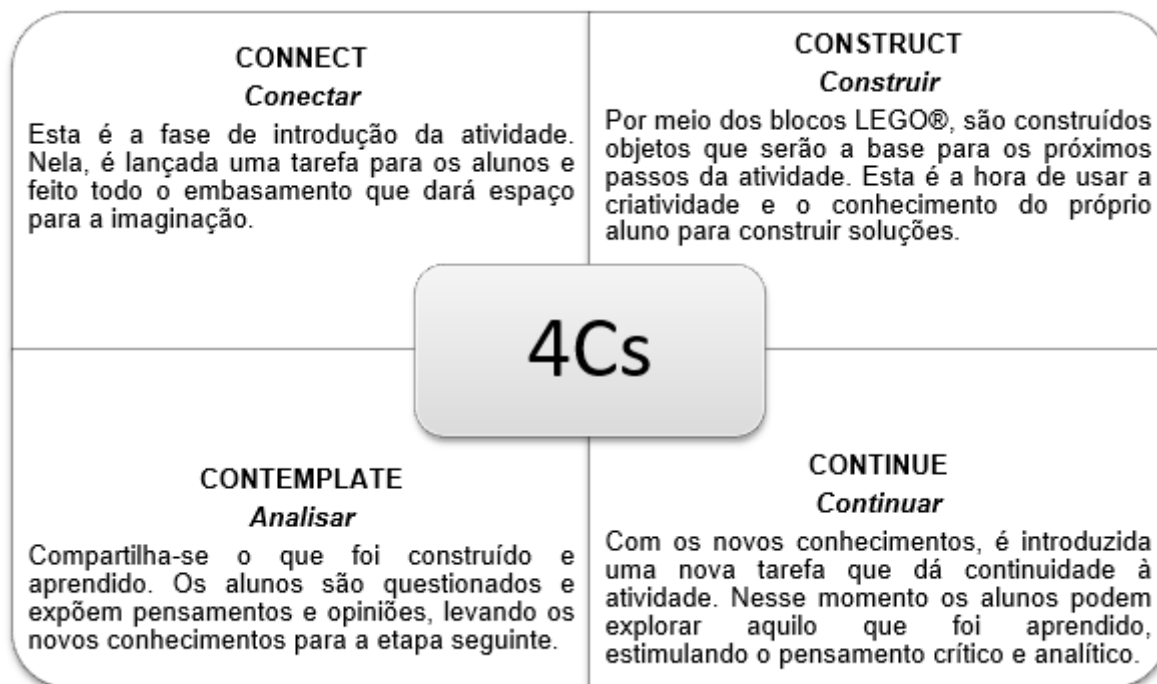 CONNECT
Conectar
Esta é a fase de introdução da atividade.
Nela, é lançada uma tarefa para os alunos e
feito todo o embasamento que dará espaço
para a imaginação.
CONSTRUCT
Construir
Por meio dos blocos LEGO®, são construídos
objetos que serão a base para os próximos
passos da atividade. Esta é a hora de usar a
criatividade e o conhecimento do próprio
aluno para construir soluções.
4Cs
CONTEMPLATE
Analisar
Compartilha-se o que foi construído e
aprendido. Os alunos são questionados e
expõem pensamentos e opiniões, levando os
novos conhecimentos para a etapa seguinte.
CONTINUE
Continuar
Com os novos conhecimentos, é introduzida
uma nova tarefa que dá continuidade à
atividade. Nesse momento os alunos podem
explorar aquilo que foi aprendido,
estimulando o pensamento crítico e analítico.